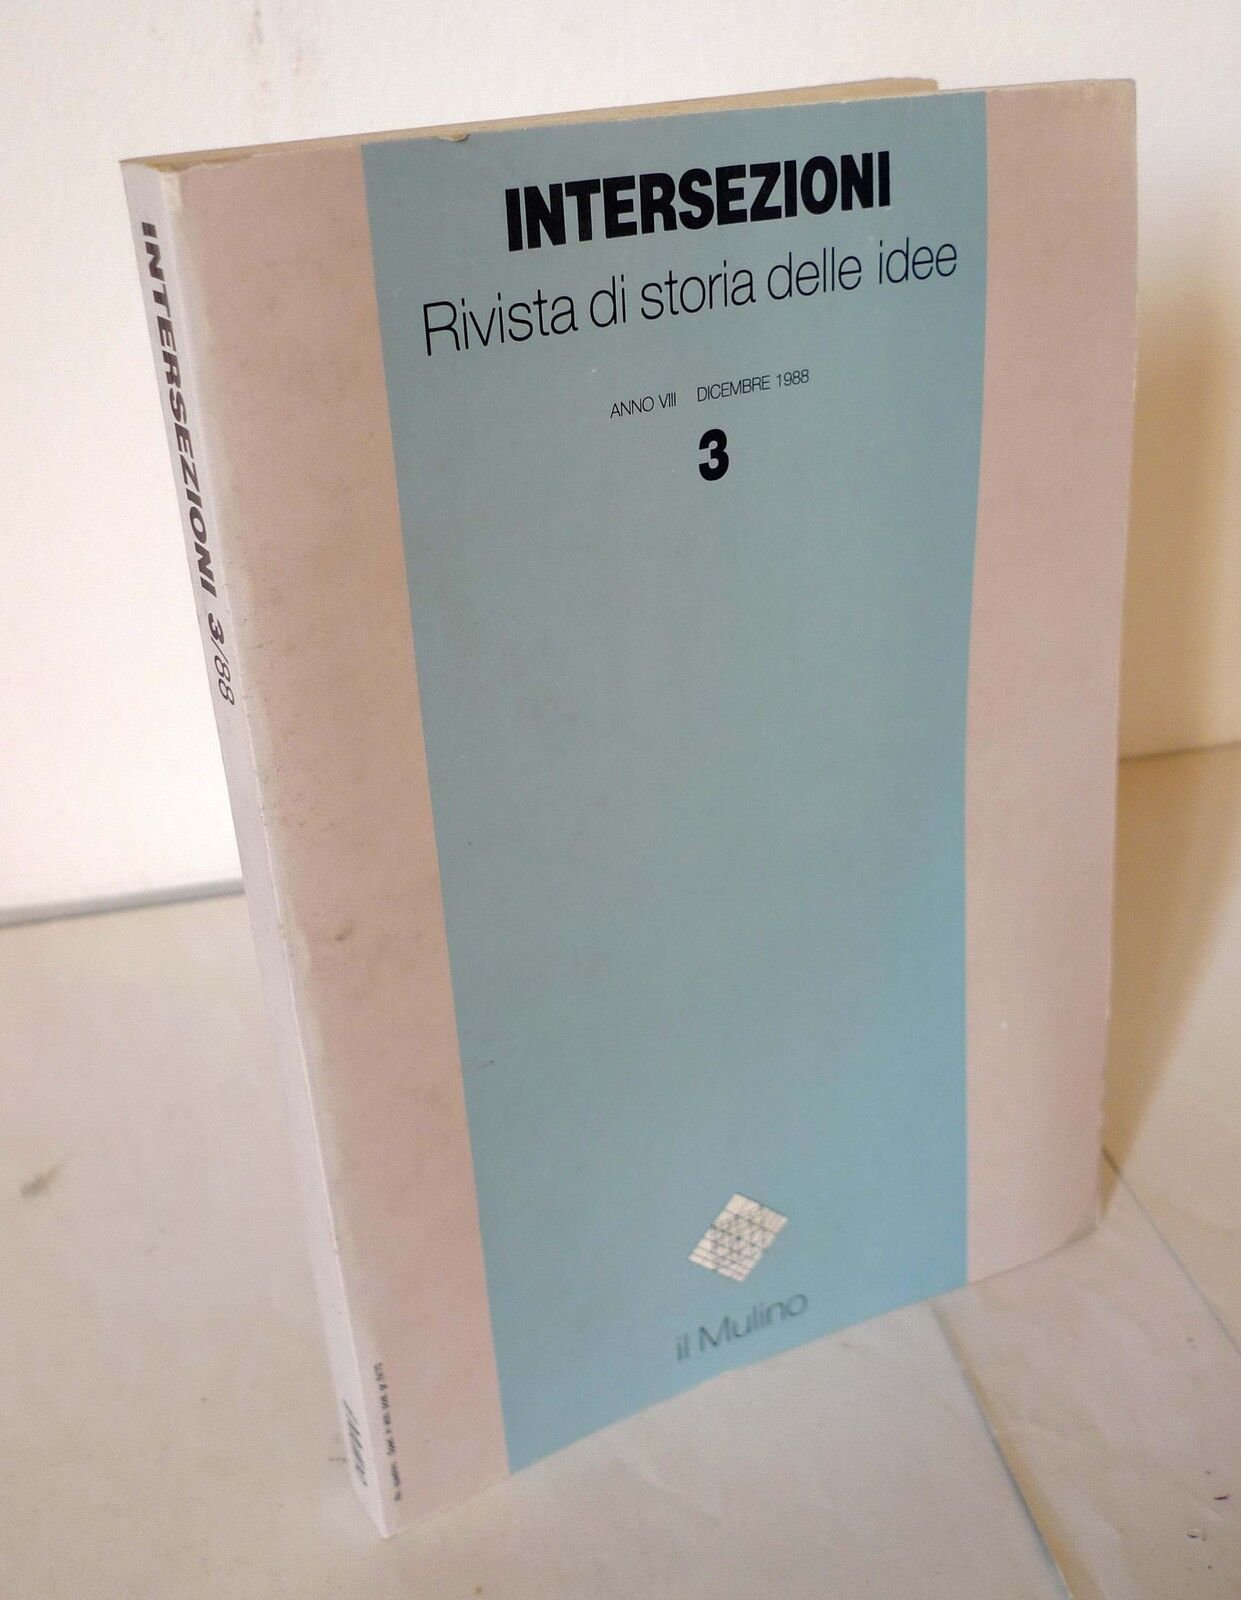 INTERSEZIONI
Rivista di storia delle idee
ANNO VIII DICEMBRE 1988
3
il Mulino
INTERSEZIONI 3/88